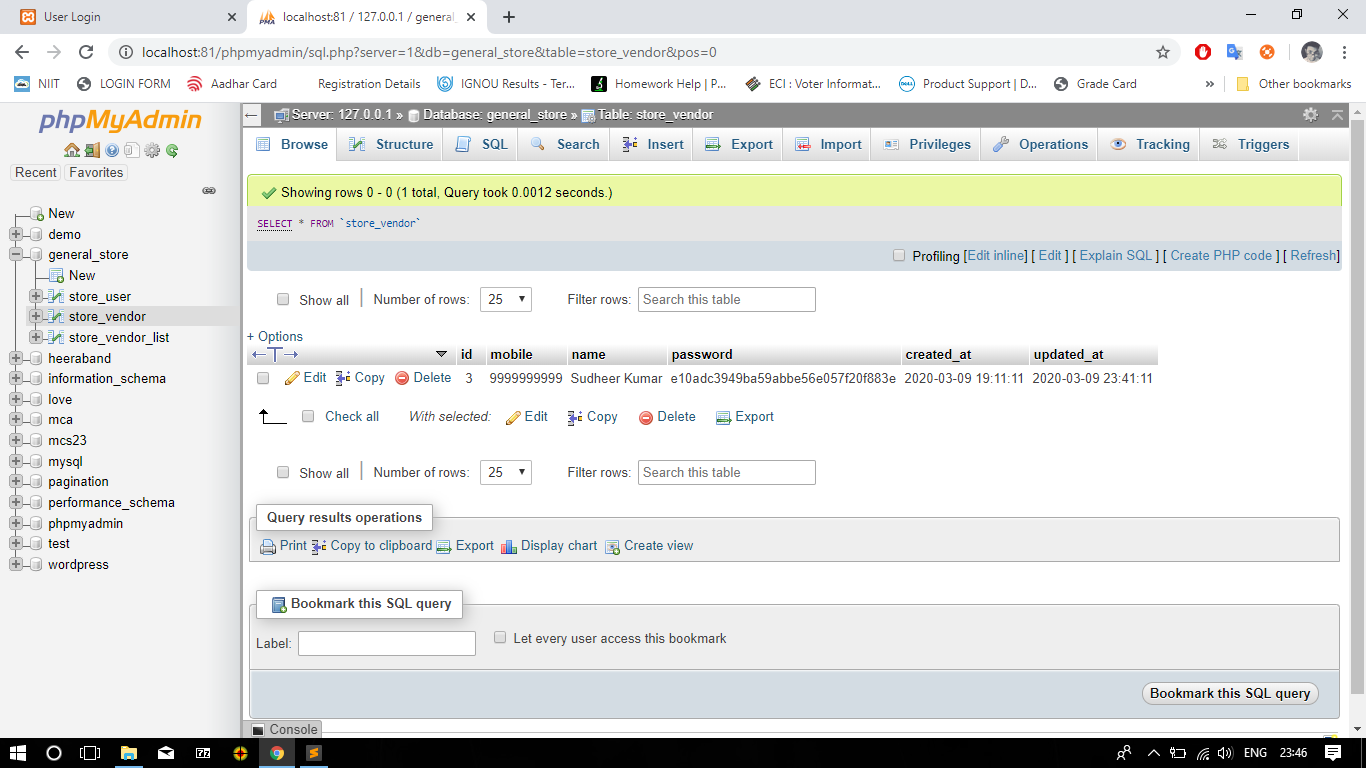 User Login
localhost:81 / 127.0.0.1 / general_
localhost:81/phpmyadmin/sql.php?server=1&db=general_store&table=store_vendor&pos=0
NIIT LOGIN FORM Aadhar Card Registration Details IGNOU Results - Ter... Homework Help | P... ECI : Voter Informat... Product Support | D... Grade Card » Other bookmarks
phpMyAdmin
Recent Favorites
New
demo
general_store
New
store_user
store_vendor
store_vendor_list
heeraband
information_schema
love
mca
mcs23
mysql
pagination
performance_schema
phpmyadmin
test
wordpress
Server: 127.0.0.1 » Database: general_store » Table: store_vendor
Browse Structure SQL Search Insert Export Import Privileges Operations Tracking Triggers
Showing rows 0 - 0 (1 total, Query took 0.0012 seconds.)
SELECT * FROM `store_vendor`
Profiling [Edit inline] [ Edit ] [ Explain SQL ] [ Create PHP code ] [ Refresh]
Show all | Number of rows: 25 Filter rows: Search this table
+ Options
←T→ id mobile name password created_at updated_at
Edit Copy Delete 3 9999999999 Sudheer Kumar e10adc3949ba59abbe56e057f20f883e 2020-03-09 19:11:11 2020-03-09 23:41:11
Check all With selected: Edit Copy Delete Export
Show all | Number of rows: 25 Filter rows: Search this table
Query results operations
Print Copy to clipboard Export Display chart Create view
Bookmark this SQL query
Label: Let every user access this bookmark
Bookmark this SQL query
Console
ENG 23:46